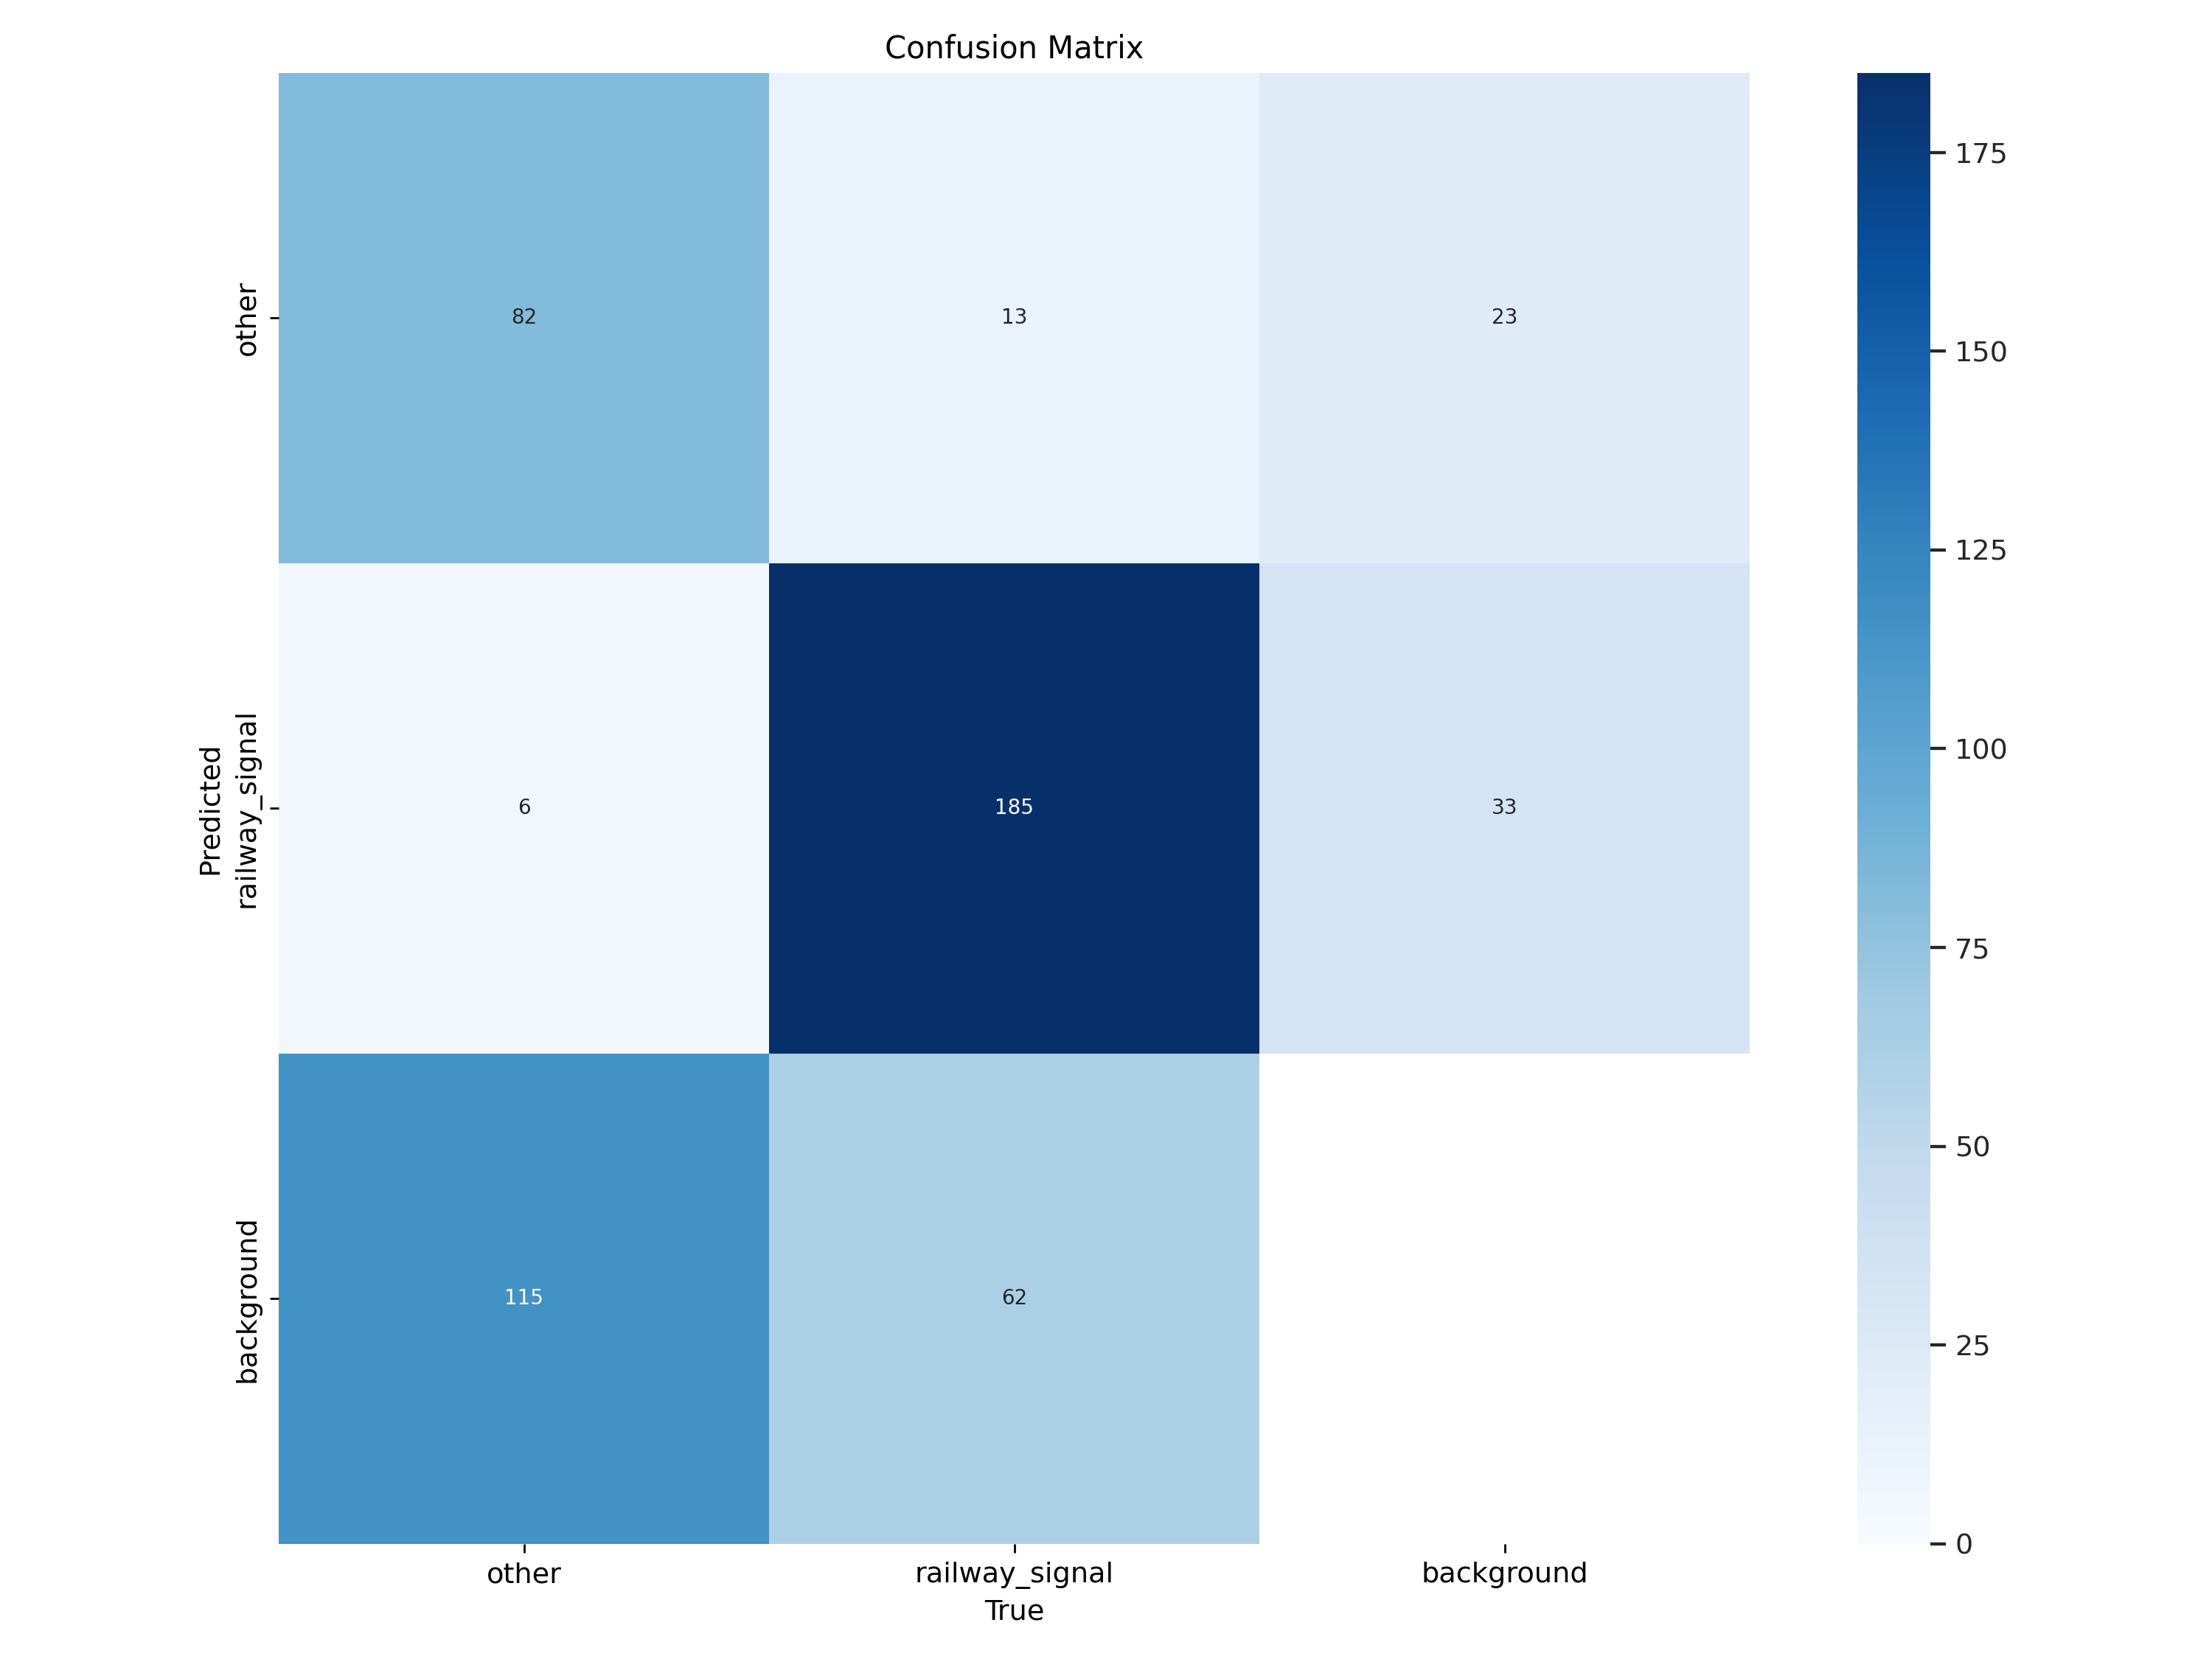 Confusion Matrix
other
railway_signal
background
Predicted
82
13
23
6
185
33
115
62
other
railway_signal
background
True
175
150
125
100
75
50
25
0